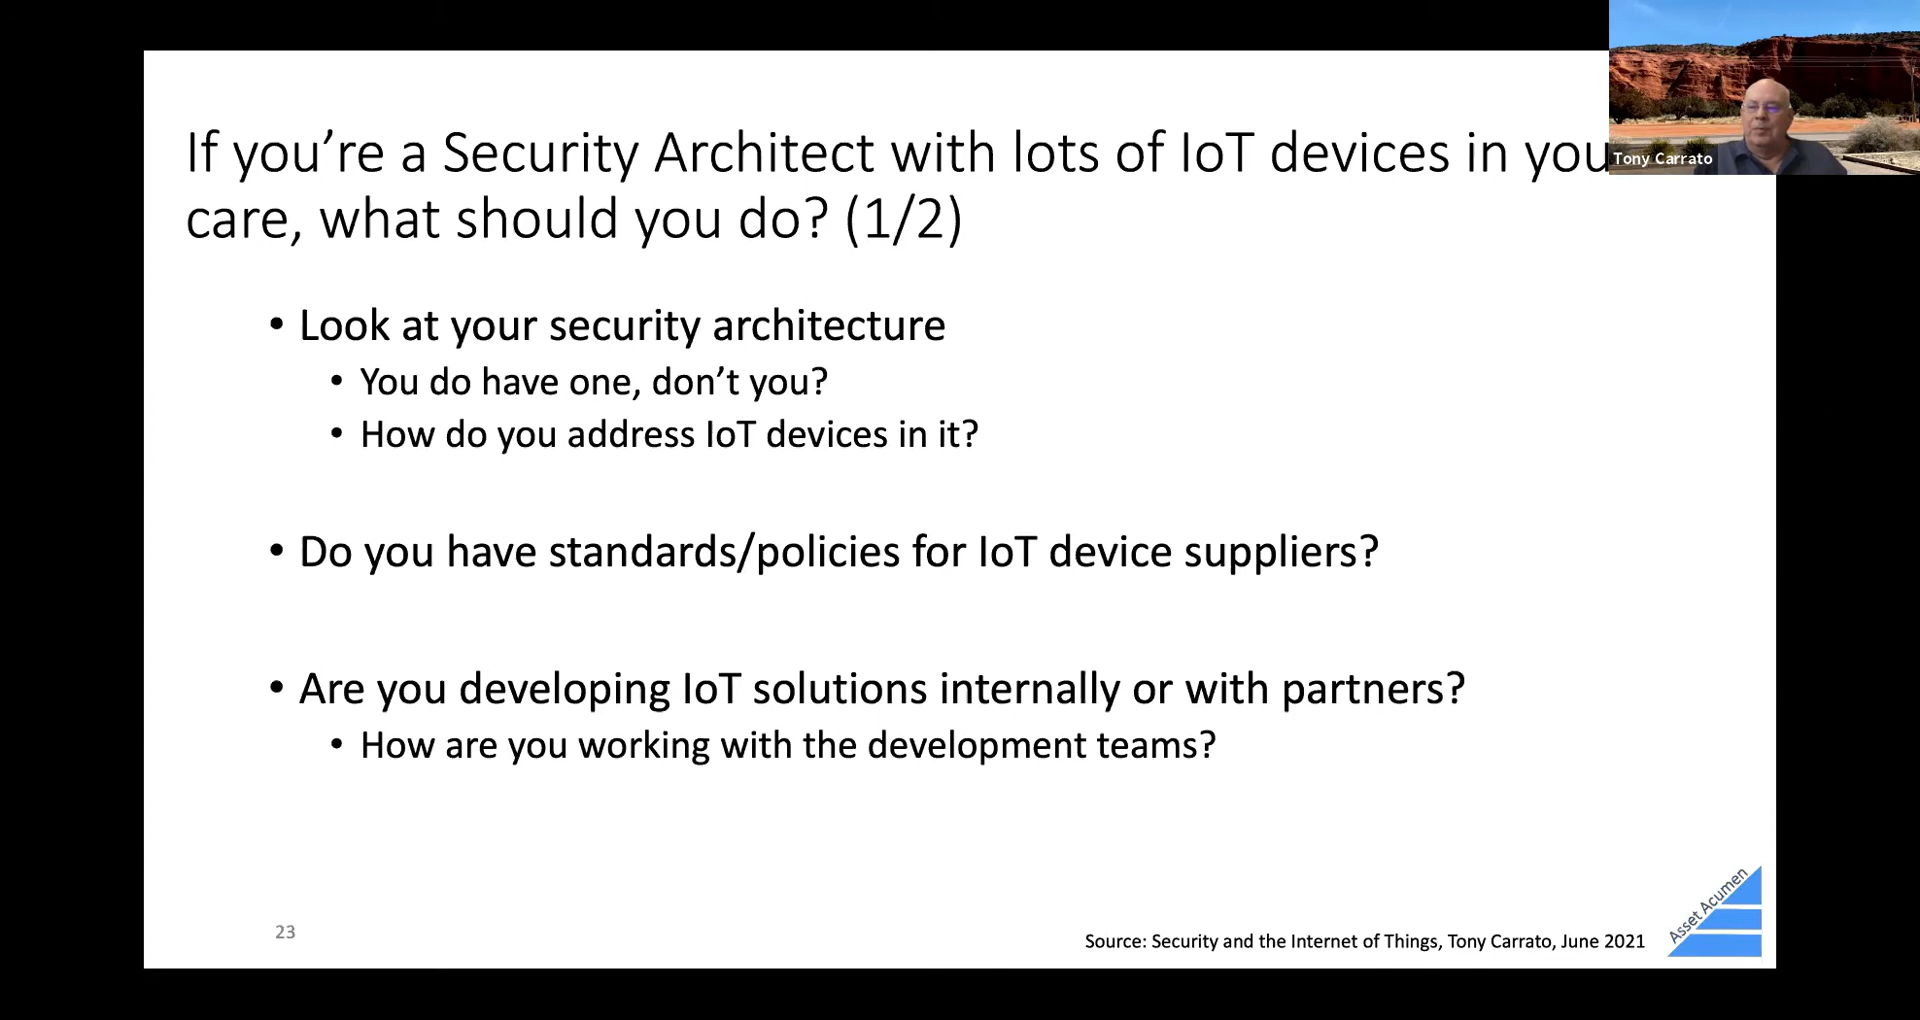 If you’re a Security Architect with lots of IoT devices in you
care, what should you do? (1/2)
Tony Carrato
• Look at your security architecture
• You do have one, don’t you?
• How do you address IoT devices in it?
• Do you have standards/policies for IoT device suppliers?
• Are you developing IoT solutions internally or with partners?
• How are you working with the development teams?
23
Source: Security and the Internet of Things, Tony Carrato, June 2021
Asset Acumen